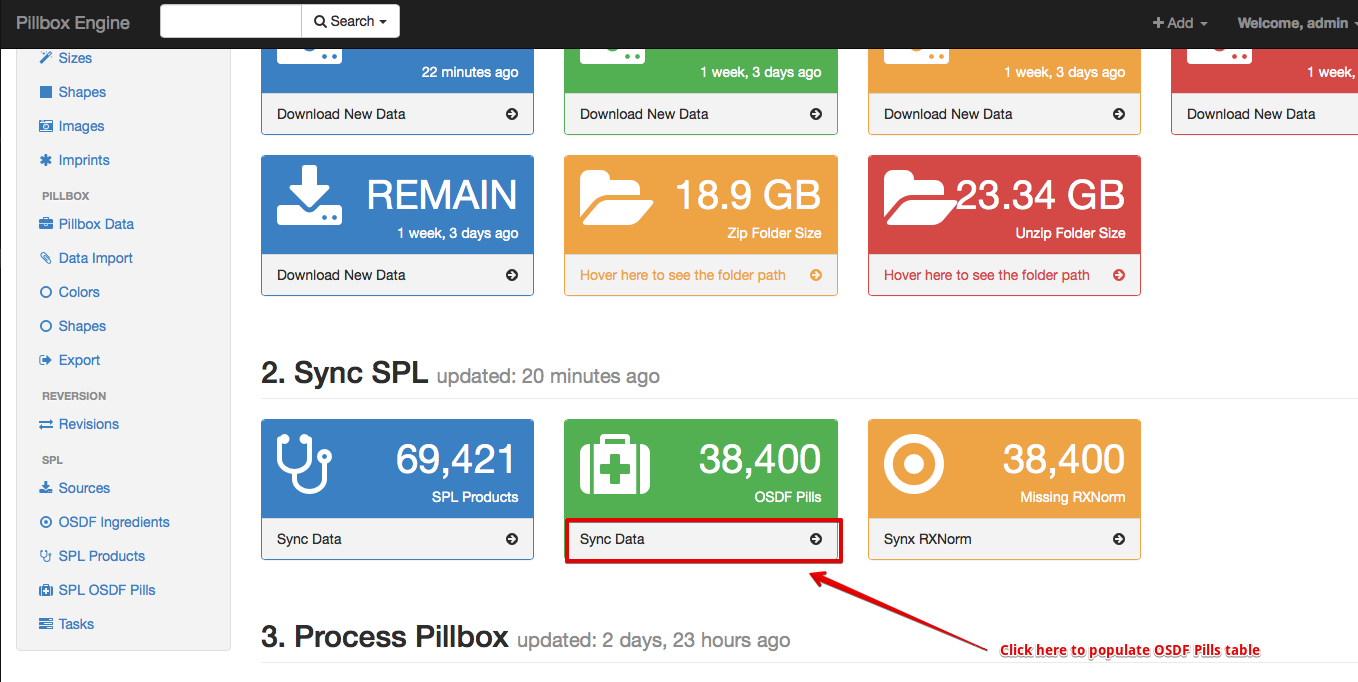 Pillbox Engine
Search
Add
Welcome, admin
Sizes
Shapes
Images
Imprints
PILLBOX
Pillbox Data
Data Import
Colors
Shapes
Export
REVERSION
Revisions
SPL
Sources
OSDF Ingredients
SPL Products
SPL OSDF Pills
Tasks
22 minutes ago
Download New Data
1 week, 3 days ago
Download New Data
1 week, 3 days ago
Download New Data
1 week,
Download New Data
REMAIN
1 week, 3 days ago
Download New Data
18.9 GB
Zip Folder Size
Hover here to see the folder path
23.34 GB
Unzip Folder Size
Hover here to see the folder path
2. Sync SPL updated: 20 minutes ago
69,421
SPL Products
Sync Data
38,400
OSDF Pills
Sync Data
38,400
Missing RXNorm
Synx RXNorm
3. Process Pillbox updated: 2 days, 23 hours ago
Click here to populate OSDF Pills table